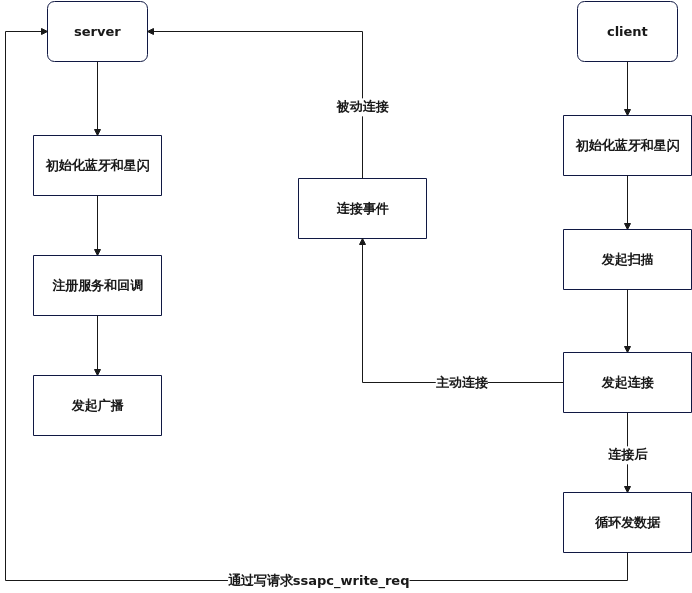 server
client
被动连接
初始化蓝牙和星闪
初始化蓝牙和星闪
连接事件
发起扫描
注册服务和回调
主动连接
发起连接
发起广播
连接后
循环发数据
通过写请求ssapc_write_req